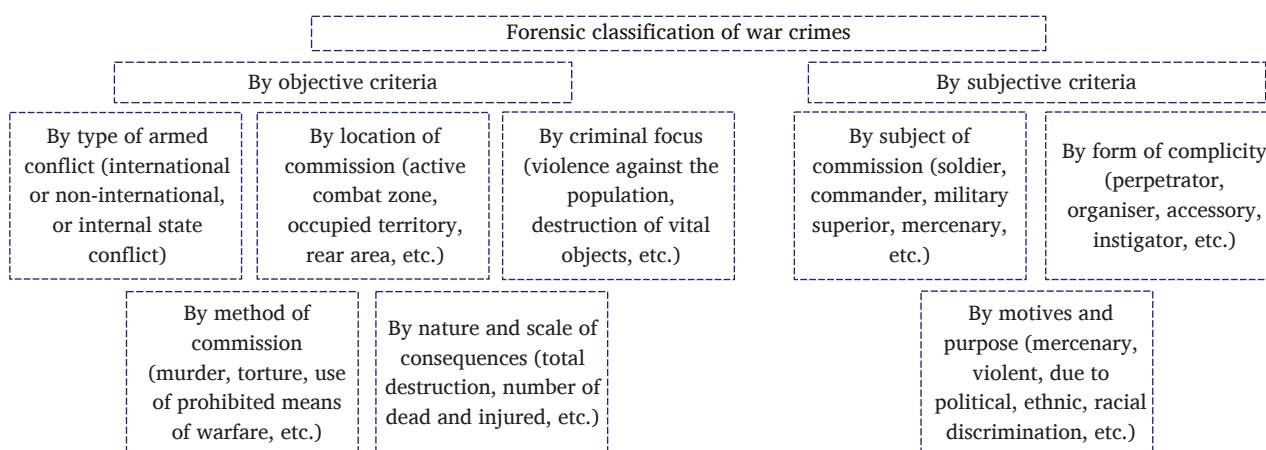 Forensic classification of war crimes
By objective criteria
By subjective criteria
By type of armed
conflict (international
or non-international,
or internal state
conflict)
By location of
commission (active
combat zone,
occupied territory,
rear area, etc.)
By criminal focus
(violence against the
population,
destruction of vital
objects, etc.)
By subject of
commission (soldier,
commander, military
superior, mercenary,
etc.)
By form of complicity
(perpetrator,
organiser, accessory,
instigator, etc.)
By method of
commission
(murder, torture, use
of prohibited means
of warfare, etc.)
By nature and scale of
consequences (total
destruction, number of
dead and injured, etc.)
By motives and
purpose (mercenary,
violent, due to
political, ethnic, racial
discrimination, etc.)